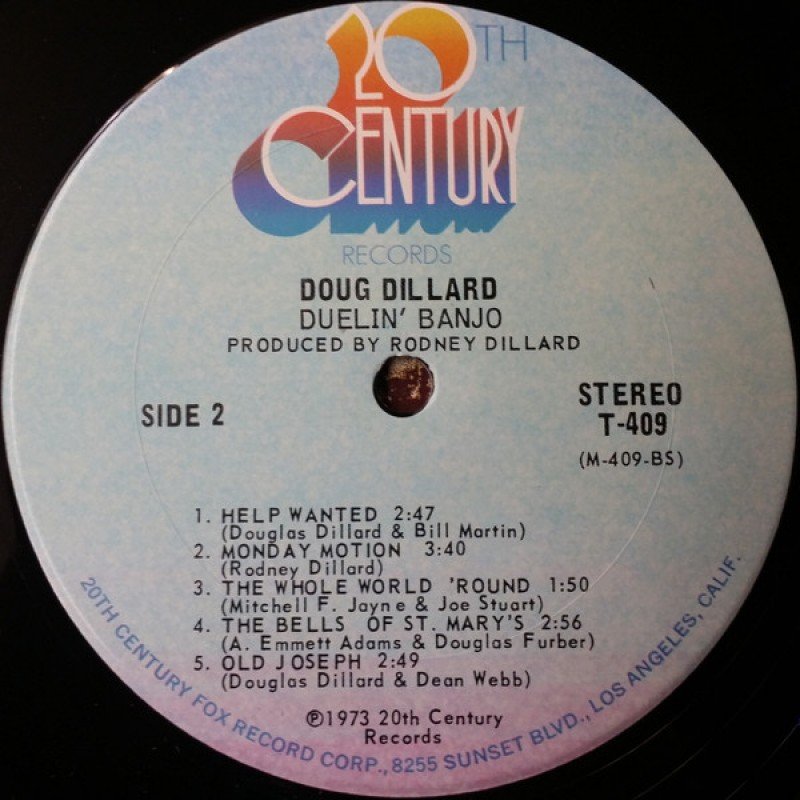 20TH
CENTURY
RECORDS
DOUG DILLARD
DUELIN' BANJO
PRODUCED BY RODNEY DILLARD
SIDE 2
STEREO
T-409
(M-409-BS)
1. HELP WANTED 2:47
(Douglas Dillard & Bill Martin)
2. MONDAY MOTION 3:40
(Rodney Dillard)
3. THE WHOLE WORLD 'ROUND 1:50
(Mitchell F. Jayne & Joe Stuart)
4. THE BELLS OF ST. MARY'S 2:56
(A. Emmett Adams & Douglas Furber)
5. OLD JOSEPH 2:49
(Douglas Dillard & Dean Webb)
℗1973 20th Century
Records
20TH CENTURY FOX RECORD CORP., 8255 SUNSET BLVD., LOS ANGELES, CALIF.